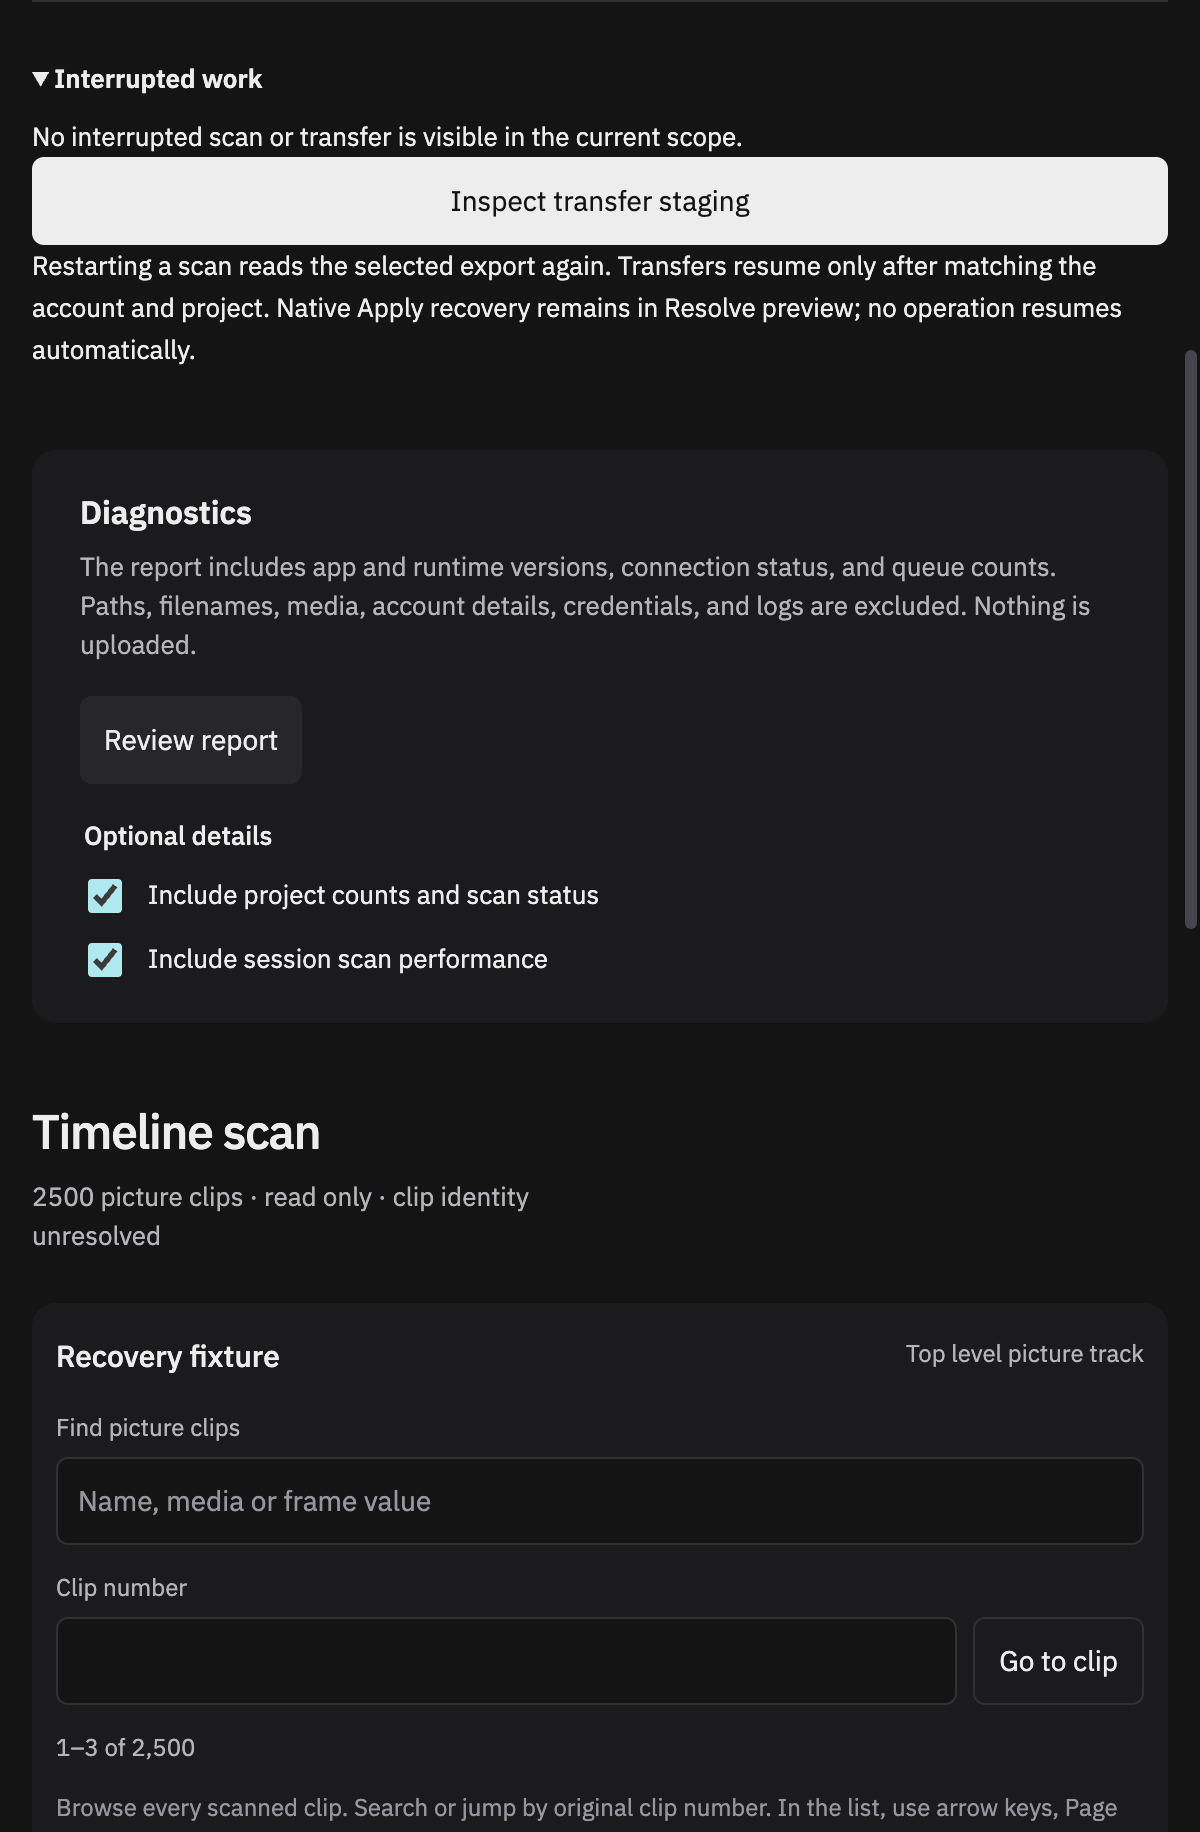 Interrupted work
No interrupted scan or transfer is visible in the current scope.
Inspect transfer staging
Restarting a scan reads the selected export again. Transfers resume only after matching the
account and project. Native Apply recovery remains in Resolve preview; no operation resumes
automatically.
Diagnostics
The report includes app and runtime versions, connection status, and queue counts.
Paths, filenames, media, account details, credentials, and logs are excluded. Nothing is
uploaded.
Review report
Optional details
Include project counts and scan status
Include session scan performance
Timeline scan
2500 picture clips · read only · clip identity
unresolved
Recovery fixture
Top level picture track
Find picture clips
Name, media or frame value
Clip number
Go to clip
1–3 of 2,500
Browse every scanned clip. Search or jump by original clip number. In the list, use arrow keys, Page